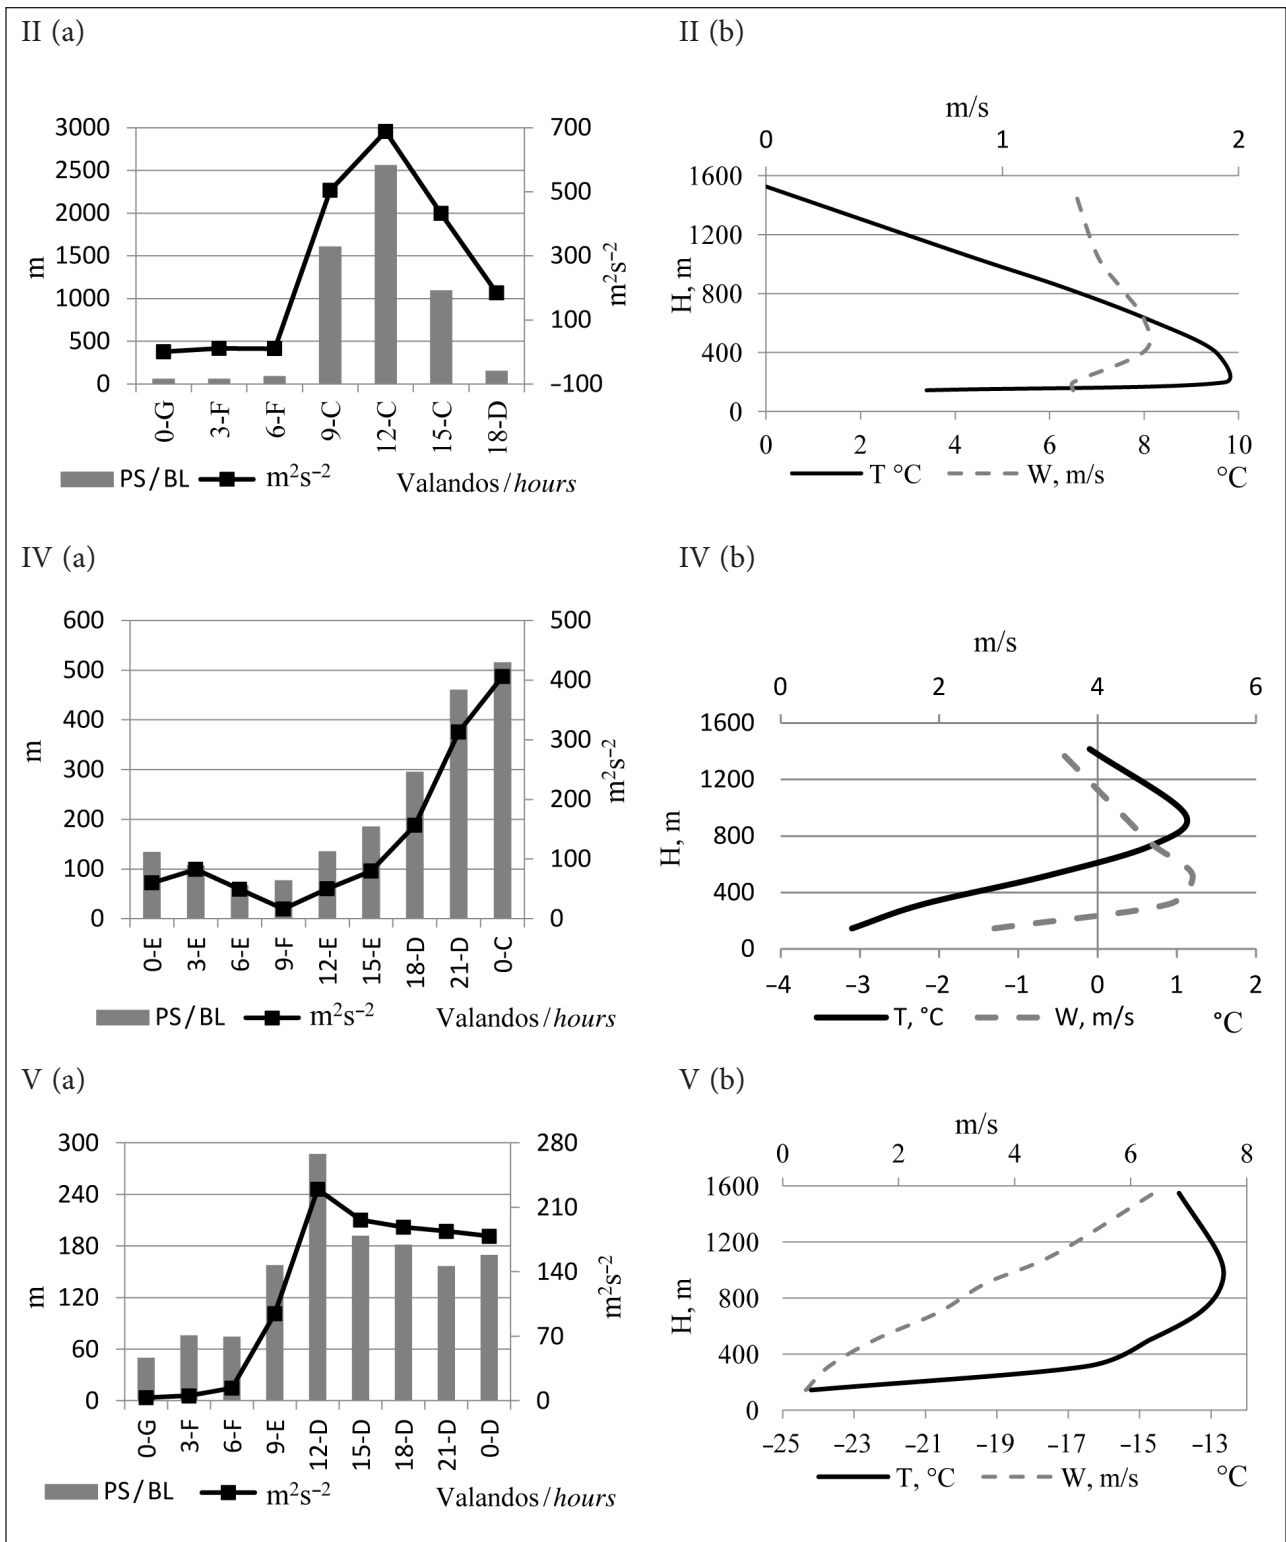 II (a)
3000
2500
2000
1500
1000
500
0
m
700
500
300
100
−100
m²s⁻²
0-G 3-F 6-F 9-C 12-C 15-C 18-D
PS/BL m²s⁻² Valandos/hours
II (b)
m/s
0 1 2
1600
1200
800
400
0
H, m
0 2 4 6 8 10
T °C W, m/s °C
IV (a)
600
500
400
300
200
100
0
m
500
400
300
200
100
0
m²s⁻²
0-E 3-E 6-E 9-F 12-E 15-E 18-D 21-D 0-C
PS/BL m²s⁻² Valandos/hours
IV (b)
m/s
0 2 4 6
1600
1200
800
400
0
H, m
−4 −3 −2 −1 0 1 2
T, °C W, m/s °C
V (a)
300
240
180
120
60
0
m
280
210
140
70
0
m²s⁻²
0-G 3-F 6-F 9-E 12-D 15-D 18-D 21-D 0-D
PS/BL m²s⁻² Valandos/hours
V (b)
m/s
0 2 4 6 8
1600
1200
800
400
0
H, m
−25 −23 −21 −19 −17 −15 −13
T, °C W, m/s °C